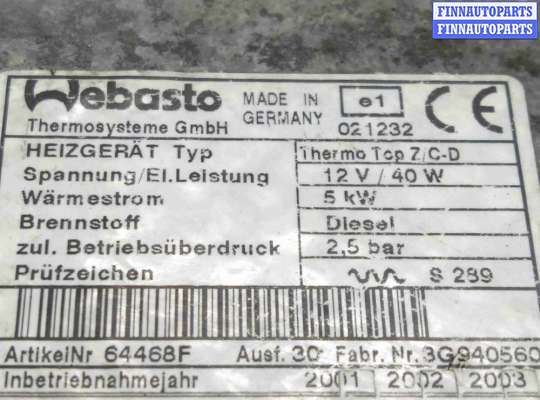 FINNAUTOPARTS
FINNAUTOPARTS
Webasto
Thermosysteme GmbH
MADE IN
GERMANY
e1
021232
CE
HEIZGERÄT Typ Thermo Top Z/C-D
Spannung/El.Leistung 12 V / 40 W
Wärmestrom 5 kW
Brennstoff Diesel
zul. Betriebsüberdruck 2,5 bar
Prüfzeichen S 289
ArtikelNr 64468F Ausf. 30 Fabr. Nr. 3G940560
Inbetriebnahmejahr 2001 2002 2003